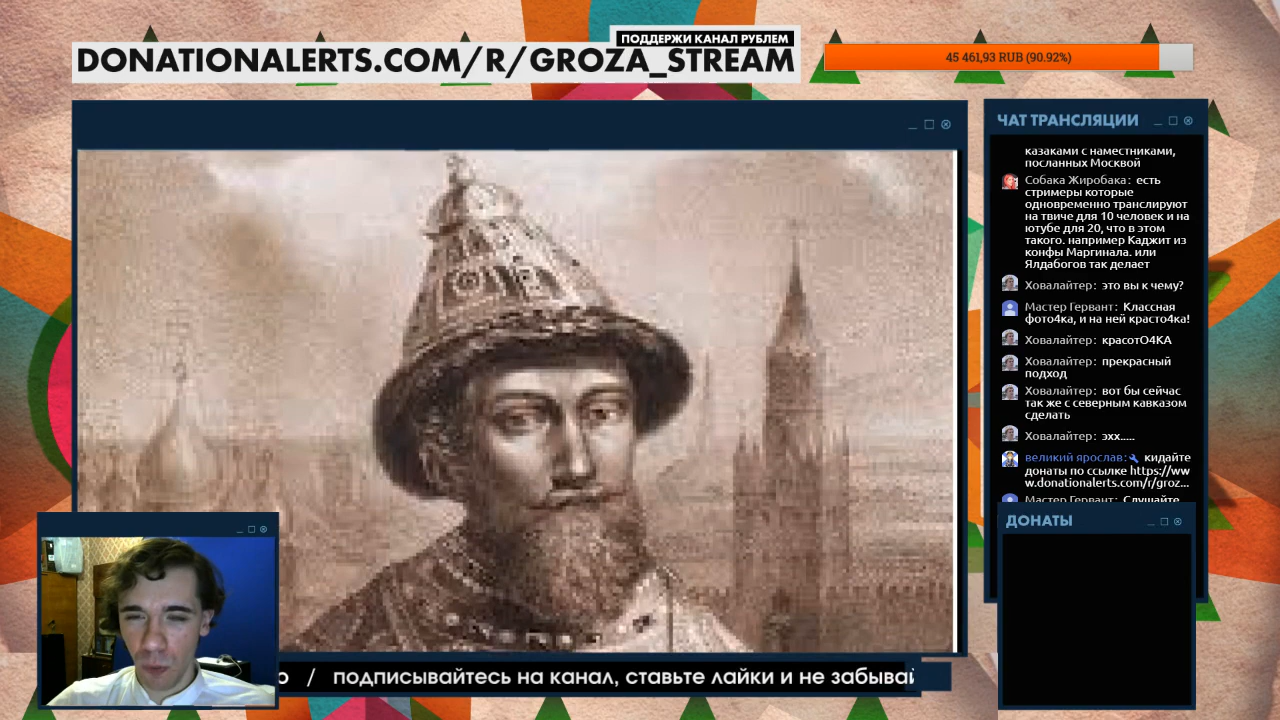 ПОДДЕРЖИ КАНАЛ РУБЛЕМ
DONATIONALERTS.COM/R/GROZA_STREAM
45 461,93 RUB (90.92%)
ЧАТ ТРАНСЛЯЦИИ
казаками с наместниками,
посланных Москвой
Собака Жиробака: есть
стримеры которые
одновременно транслируют
на твиче для 10 человек и на
ютубе для 20, что в этом
такого. например Каджит из
конфы Маргинала. или
Ялдабогов так делает
Ховалайтер: это вы к чему?
Мастер Гервант: Классная
фото4ка, и на ней красто4ка!
Ховалайтер: красотО4КА
Ховалайтер: прекрасный
подход
Ховалайтер: вот бы сейчас
так же с северным кавказом
сделать
Ховалайтер: эхх.....
великий ярослав: кидайте
донаты по ссылке https://ww
w.donationalerts.com/r/groz...
Мастер Гервант: Слушайте
ДОНАТЫ
о / подписывайтесь на канал, ставьте лайки и не забывай